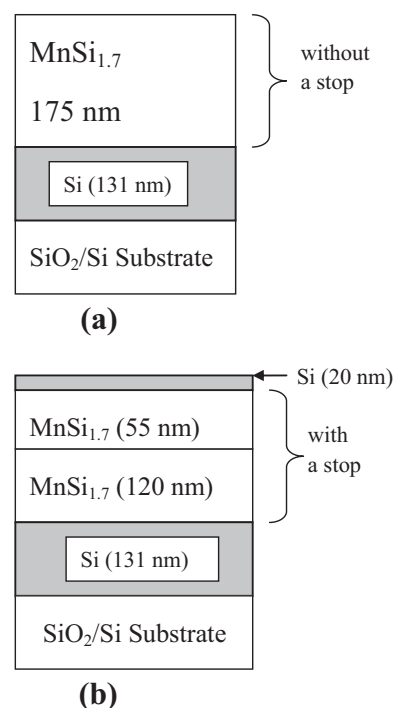 MnSi₁.₇
175 nm
without
a stop
Si (131 nm)
SiO₂/Si Substrate
(a)
Si (20 nm)
MnSi₁.₇ (55 nm)
with
a stop
MnSi₁.₇ (120 nm)
Si (131 nm)
SiO₂/Si Substrate
(b)